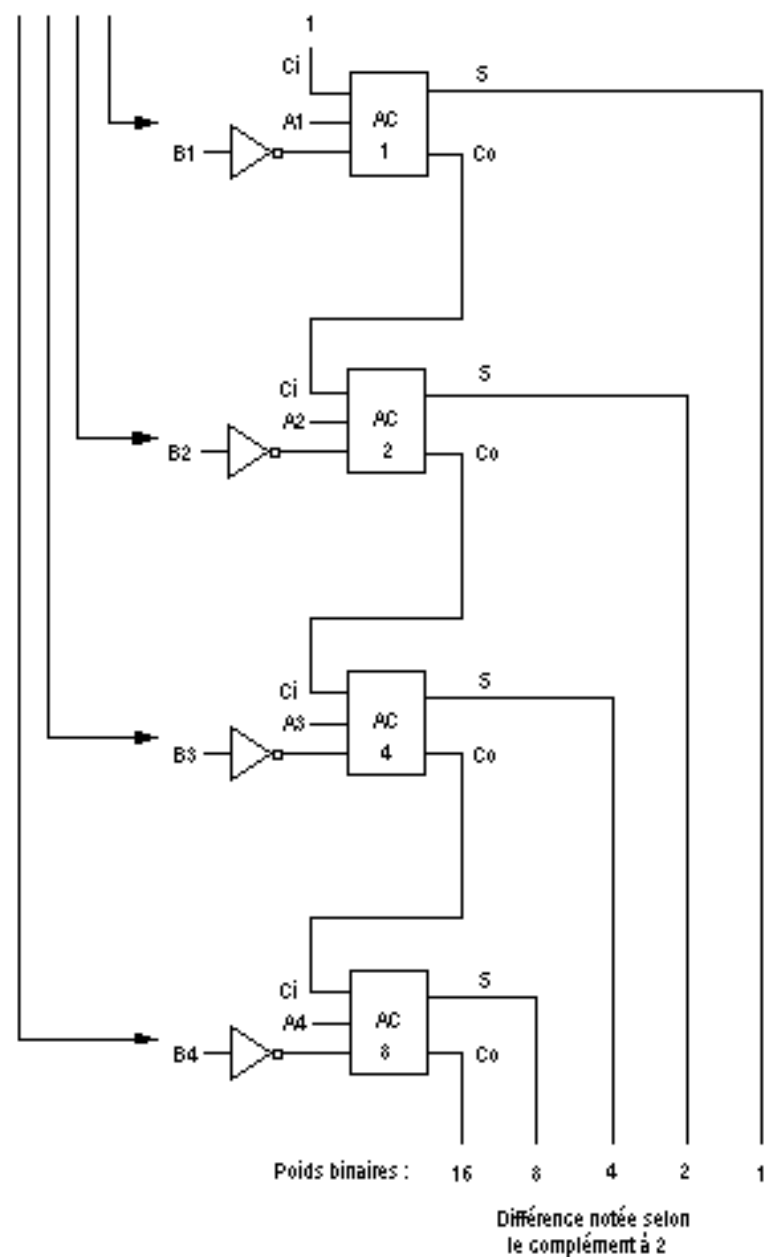 1
Ci
S
A1
AC
B1
1
Co
Ci
S
A2
AC
B2
2
Co
Ci
S
A3
AC
B3
4
Co
Ci
S
A4
AC
B4
8
Co
Poids binaires : 16 8 4 2 1
Différence notée selon
le complément à 2